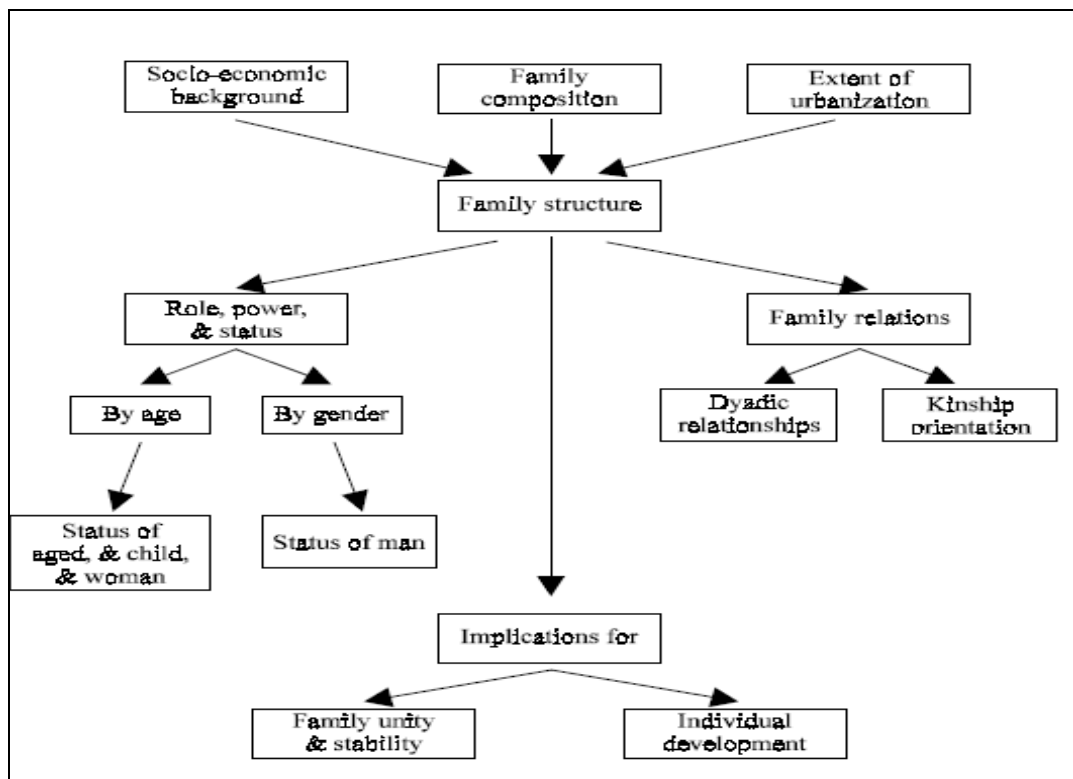 Socio-economic
background
Family
composition
Extent of
urbanization
Family structure
Role, power,
& status
Family relations
By age
By gender
Dyadic
relationships
Kinship
orientation
Status of
aged, & child,
& woman
Status of man
Implications for
Family unity
& stability
Individual
development